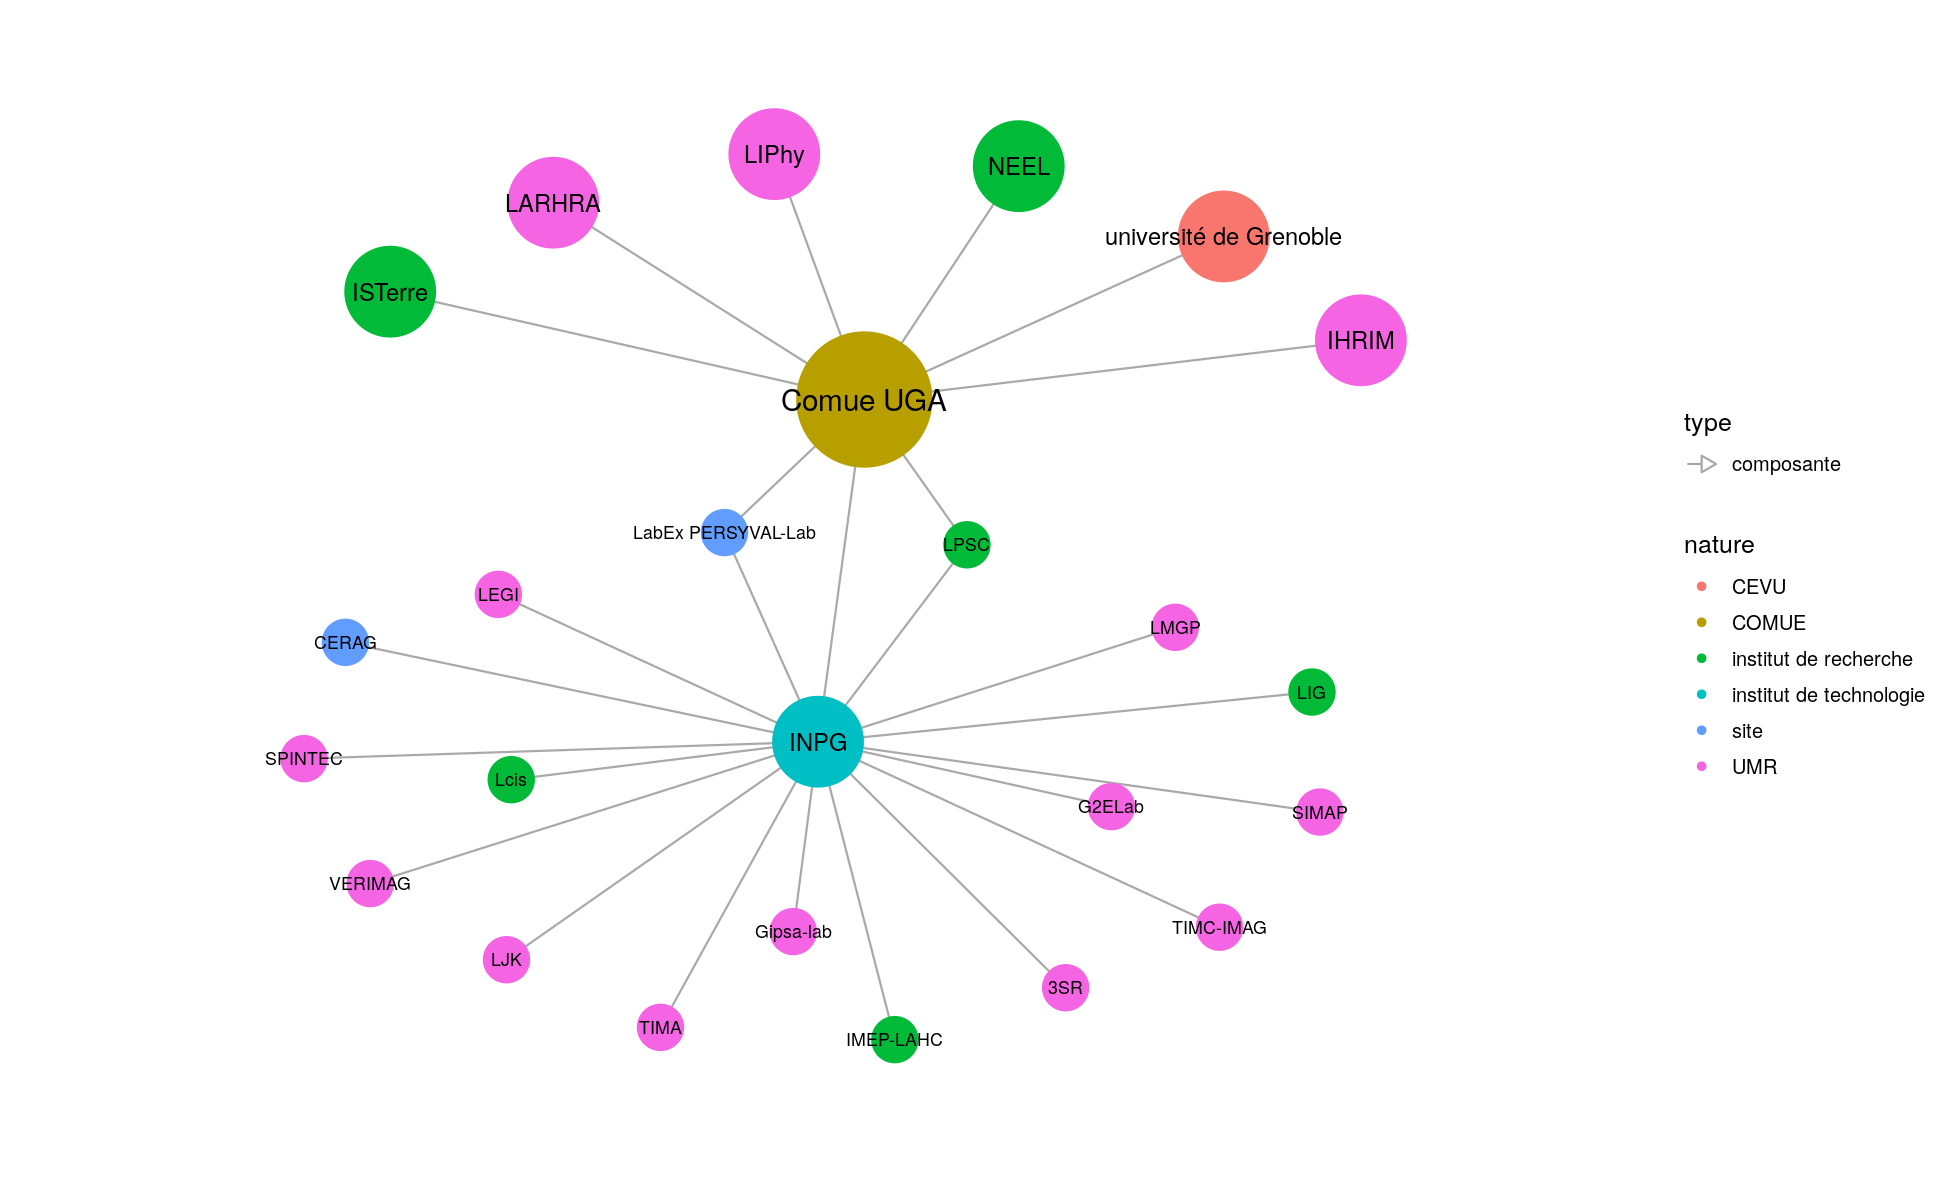 LIPhy
NEEL
LARHRA
université de Grenoble
ISTerre
IHRIM
Comue UGA
LabEx PERSYVAL-Lab
LPSC
LEGI
LMGP
CERAG
LIG
INPG
SPINTEC
Lcis
G2ELab
SIMAP
VERIMAG
TIMC-IMAG
Gipsa-lab
LJK
3SR
TIMA
IMEP-LAHC
type
composante
nature
CEVU
COMUE
institut de recherche
institut de technologie
site
UMR